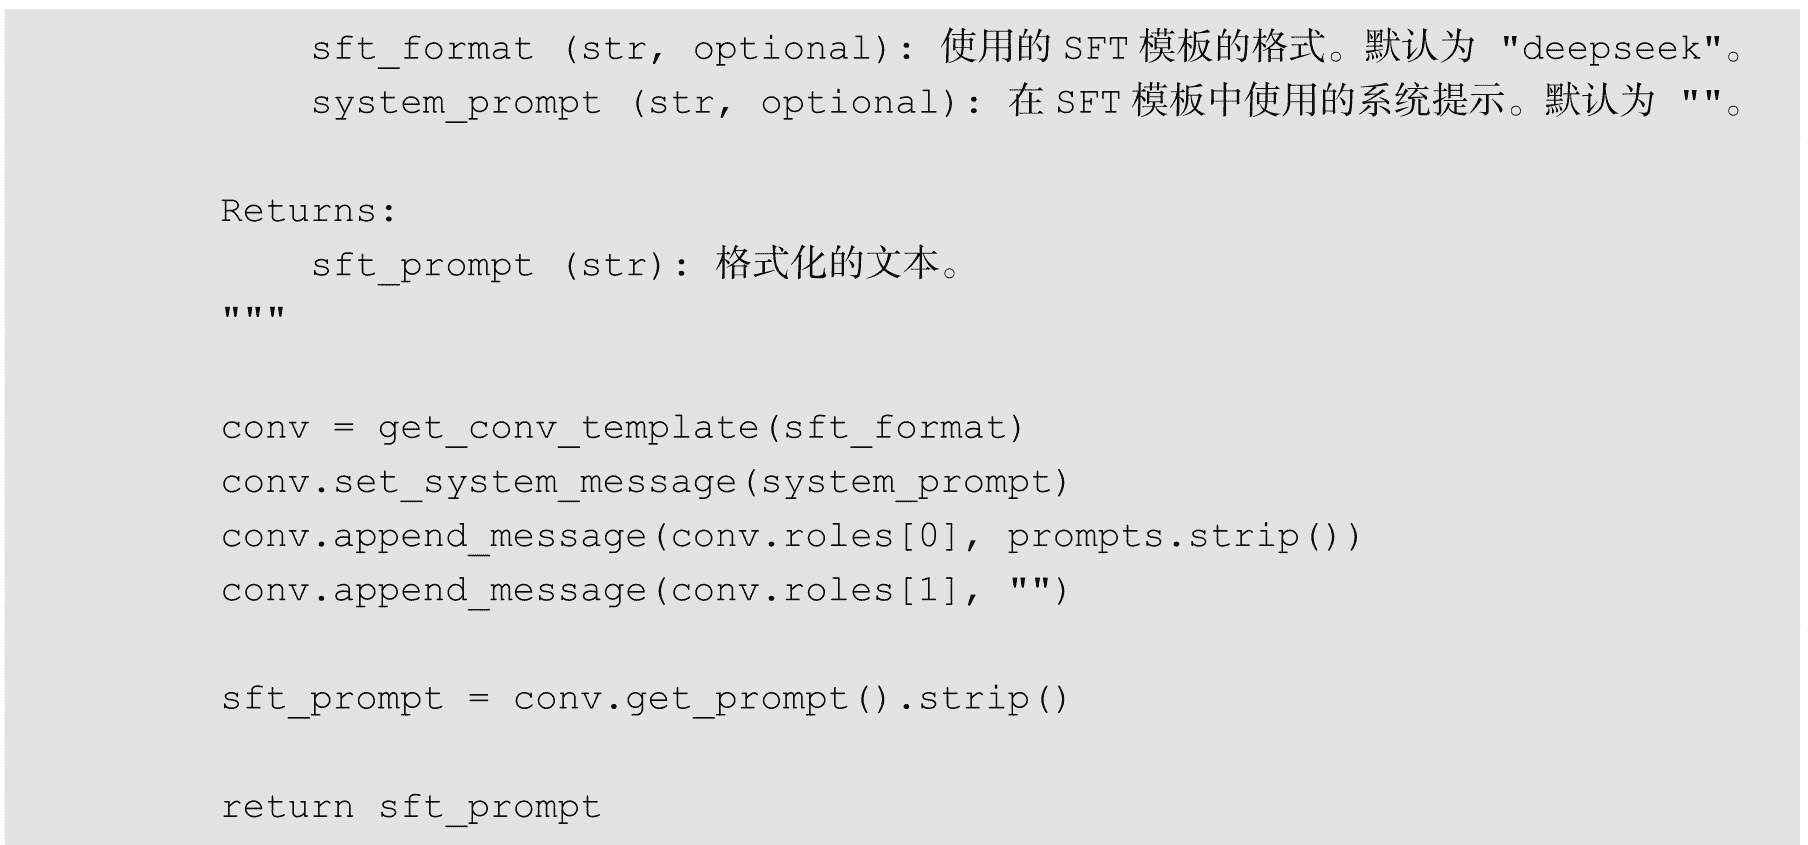 sft_format (str, optional): 使用的 SFT 模板的格式。默认为 "deepseek"。
system_prompt (str, optional): 在 SFT 模板中使用的系统提示。默认为 ""。
Returns:
sft_prompt (str): 格式化的文本。
"""
conv = get_conv_template(sft_format)
conv.set_system_message(system_prompt)
conv.append_message(conv.roles[0], prompts.strip())
conv.append_message(conv.roles[1], "")
sft_prompt = conv.get_prompt().strip()
return sft_prompt